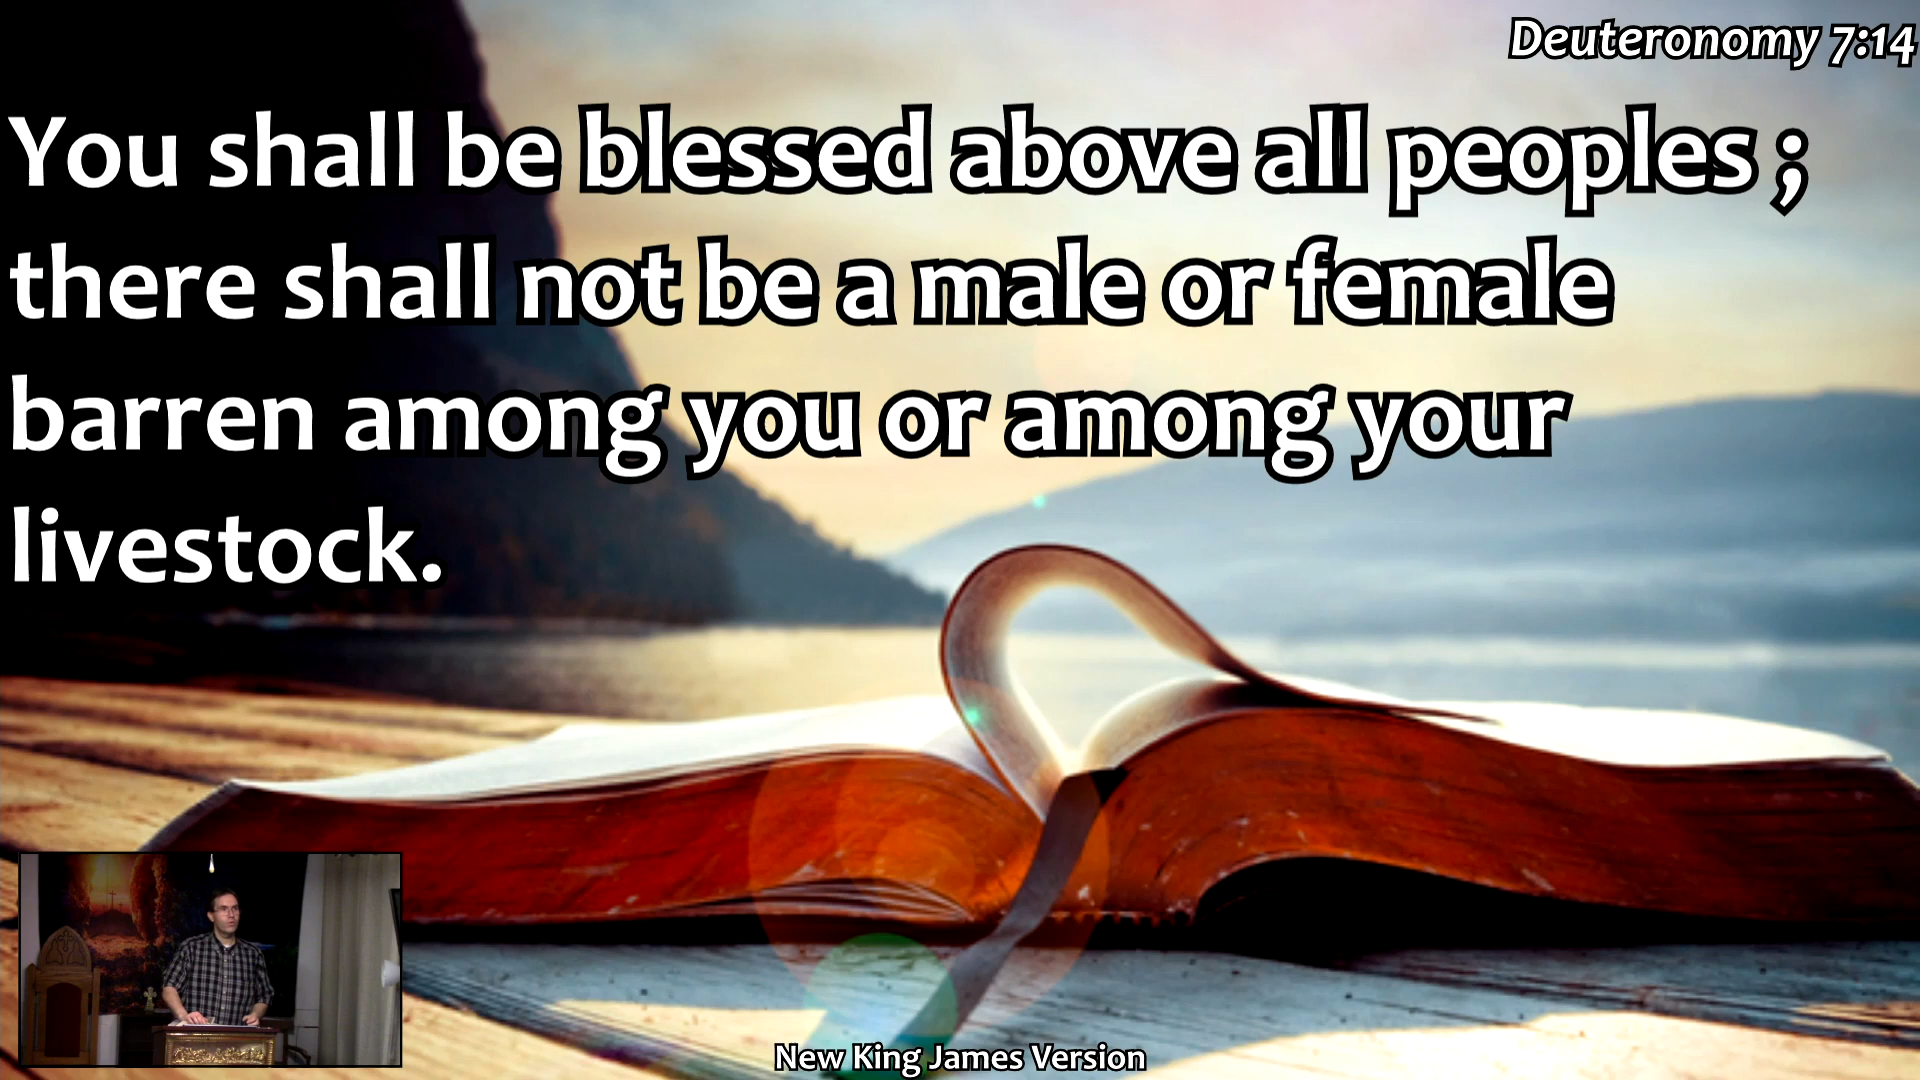 Deuteronomy 7:14
You shall be blessed above all peoples ;
there shall not be a male or female
barren among you or among your
livestock.
New King James Version